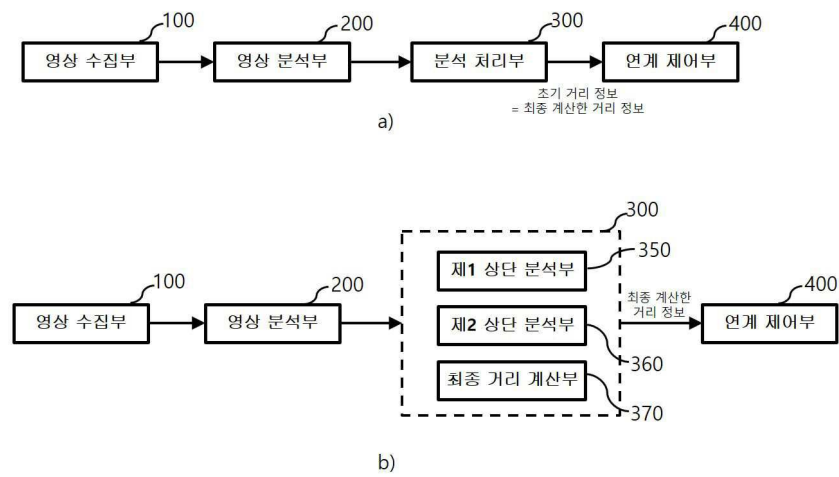 100
200
300
400
영상 수집부
영상 분석부
분석 처리부
연계 제어부
초기 거리 정보
= 최종 계산한 거리 정보
a)
300
350
제1 상단 분석부
100
200
400
최종 계산한
거리 정보
영상 수집부
영상 분석부
제2 상단 분석부
연계 제어부
360
최종 거리 계산부
370
b)